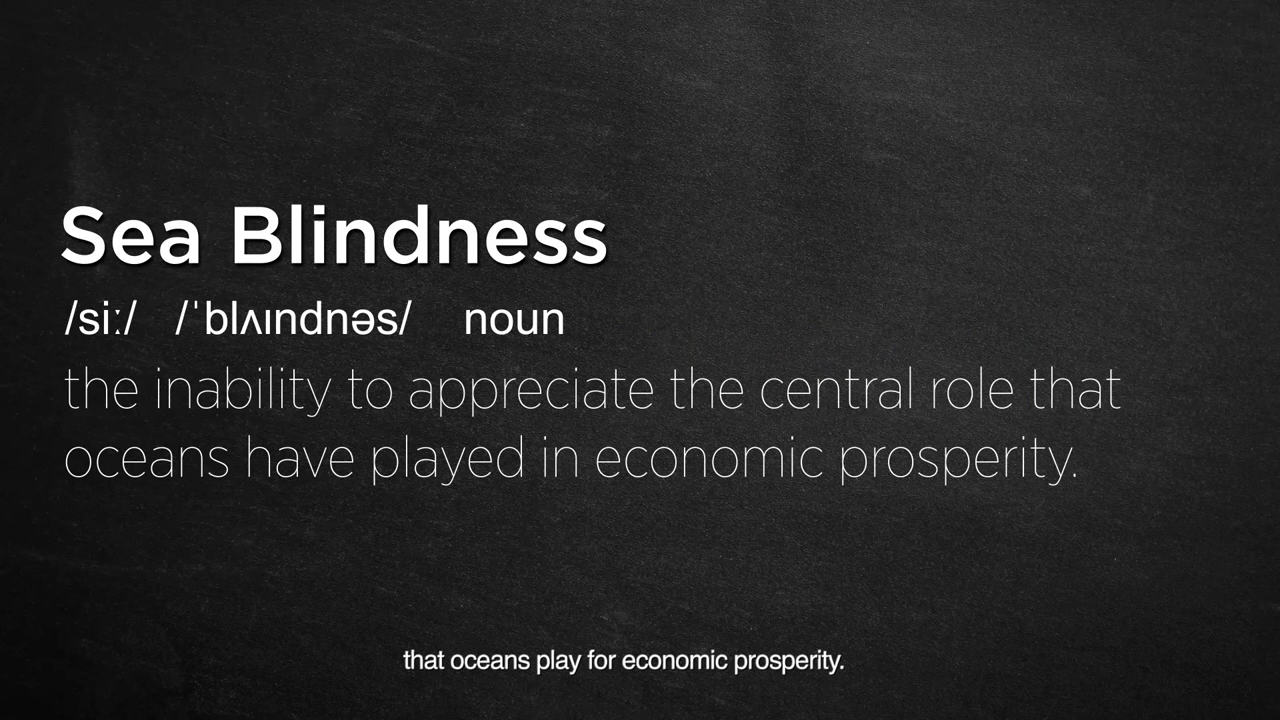 Sea Blindness
/siː/ /ˈblʌɪndnəs/ noun
the inability to appreciate the central role that
oceans have played in economic prosperity.
that oceans play for economic prosperity.